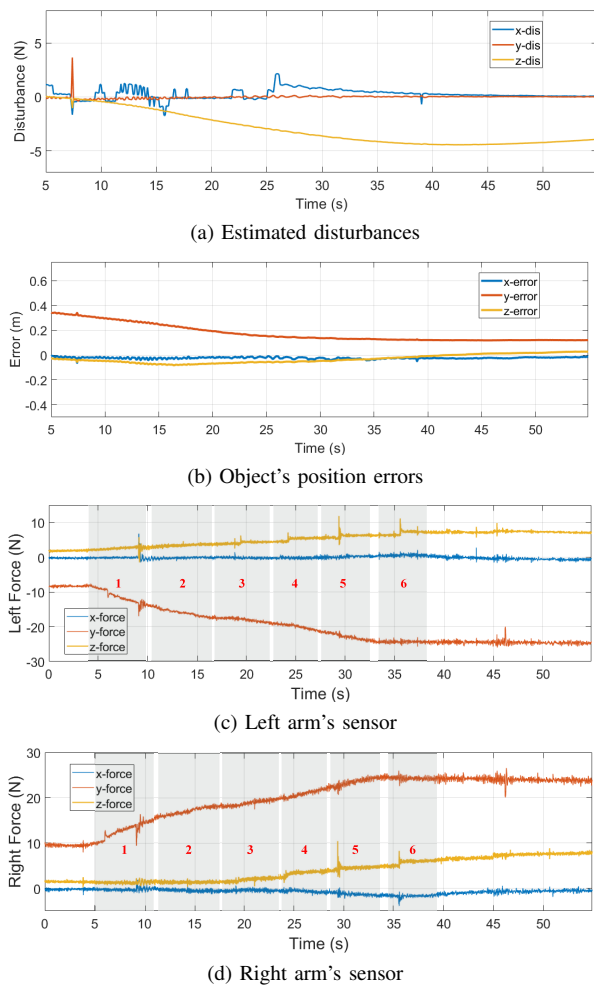 5
0
-5
Disturbance (N)
x-dis
y-dis
z-dis
5 10 15 20 25 30 35 40 45 50
Time (s)
(a) Estimated disturbances
0.6
0.4
0.2
0
-0.2
-0.4
Error (m)
x-error
y-error
z-error
5 10 15 20 25 30 35 40 45 50
Time (s)
(b) Object's position errors
10
0
-10
-20
-30
Left Force (N)
1 2 3 4 5 6
x-force
y-force
z-force
0 5 10 15 20 25 30 35 40 45 50
Time (s)
(c) Left arm's sensor
30
20
10
0
Right Force (N)
x-force
y-force
z-force
1 2 3 4 5 6
0 5 10 15 20 25 30 35 40 45 50
Time (s)
(d) Right arm's sensor